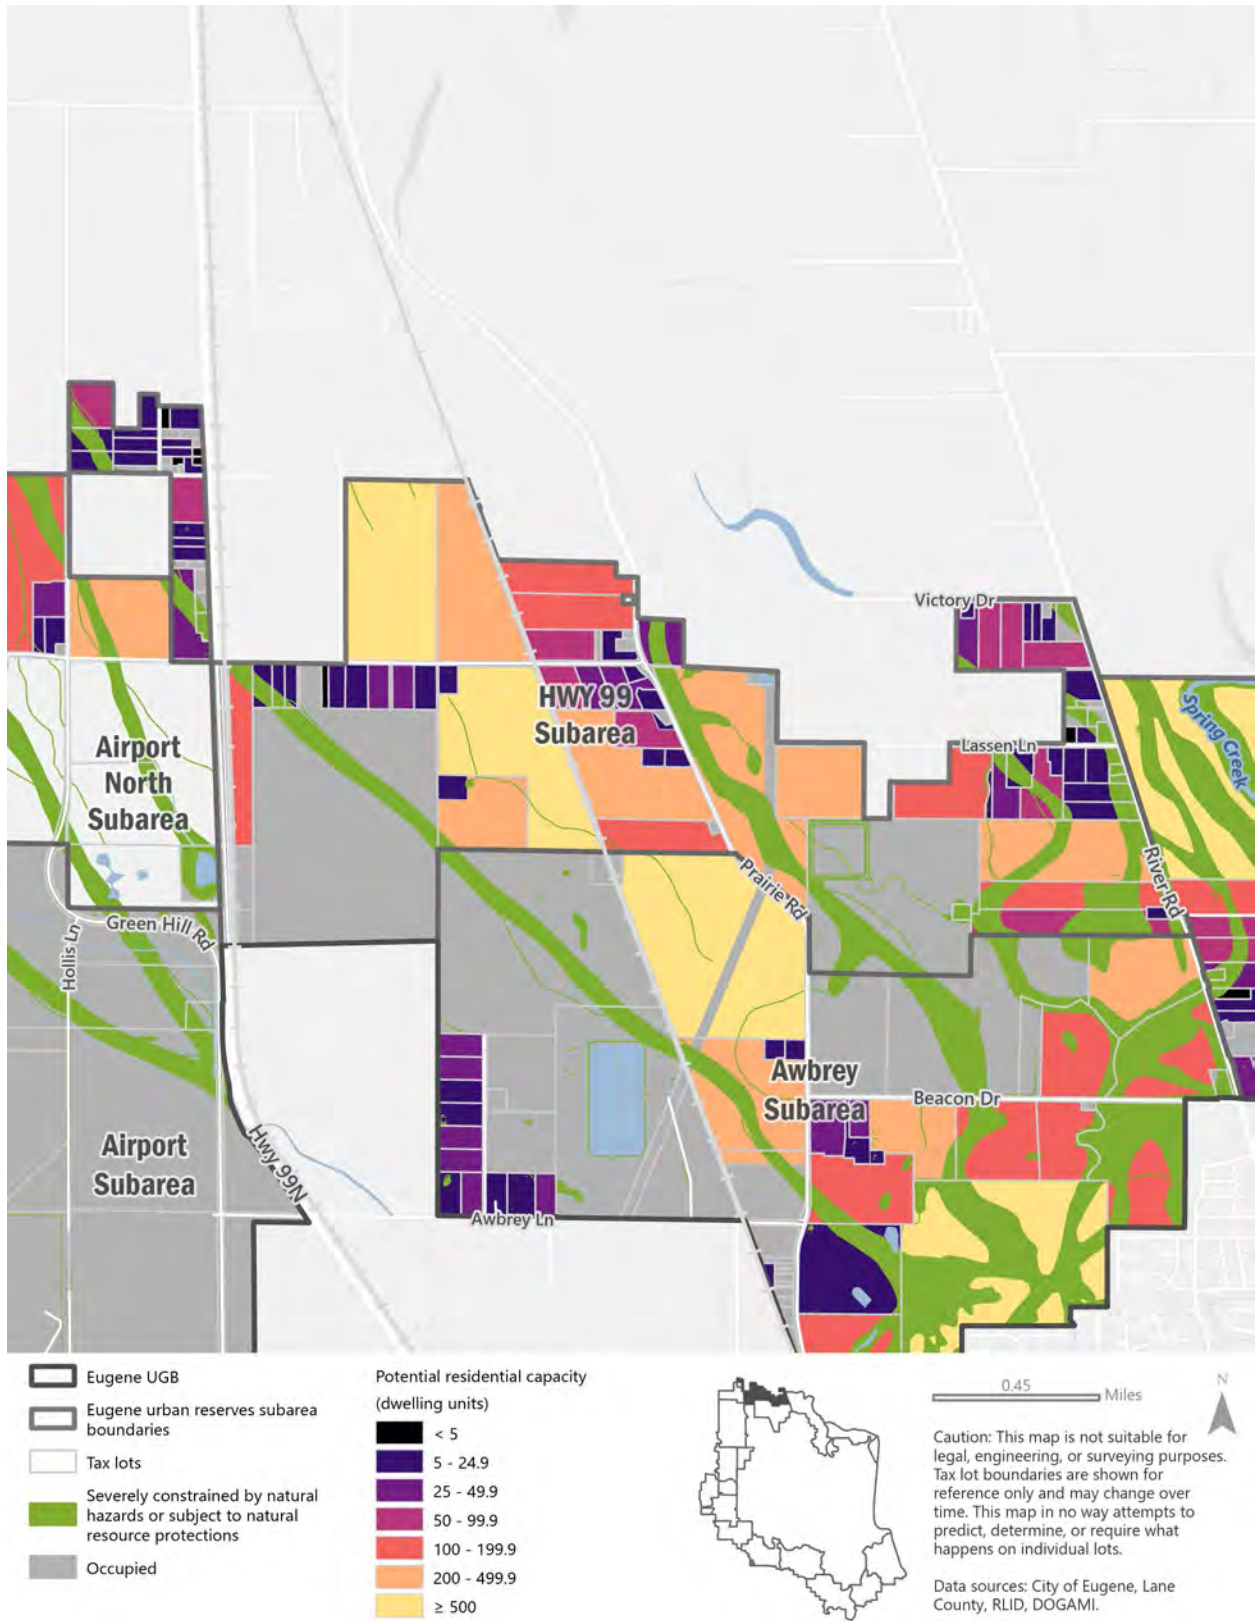 Victory Dr
Spring Creek
HWY 99
Subarea
Lassen Ln
Airport
North
Subarea
River Rd
Prairie Rd
Green Hill Rd
Hollis Ln
Awbrey
Subarea
Beacon Dr
Airport
Subarea
Hwy 99N
Awbrey Ln
Eugene UGB
Eugene urban reserves subarea
boundaries
Tax lots
Severely constrained by natural
hazards or subject to natural
resource protections
Occupied
Potential residential capacity
(dwelling units)
< 5
5 - 24.9
25 - 49.9
50 - 99.9
100 - 199.9
200 - 499.9
≥ 500
0.45
Miles
N
Caution: This map is not suitable for
legal, engineering, or surveying purposes.
Tax lot boundaries are shown for
reference only and may change over
time. This map in no way attempts to
predict, determine, or require what
happens on individual lots.
Data sources: City of Eugene, Lane
County, RLID, DOGAMI.